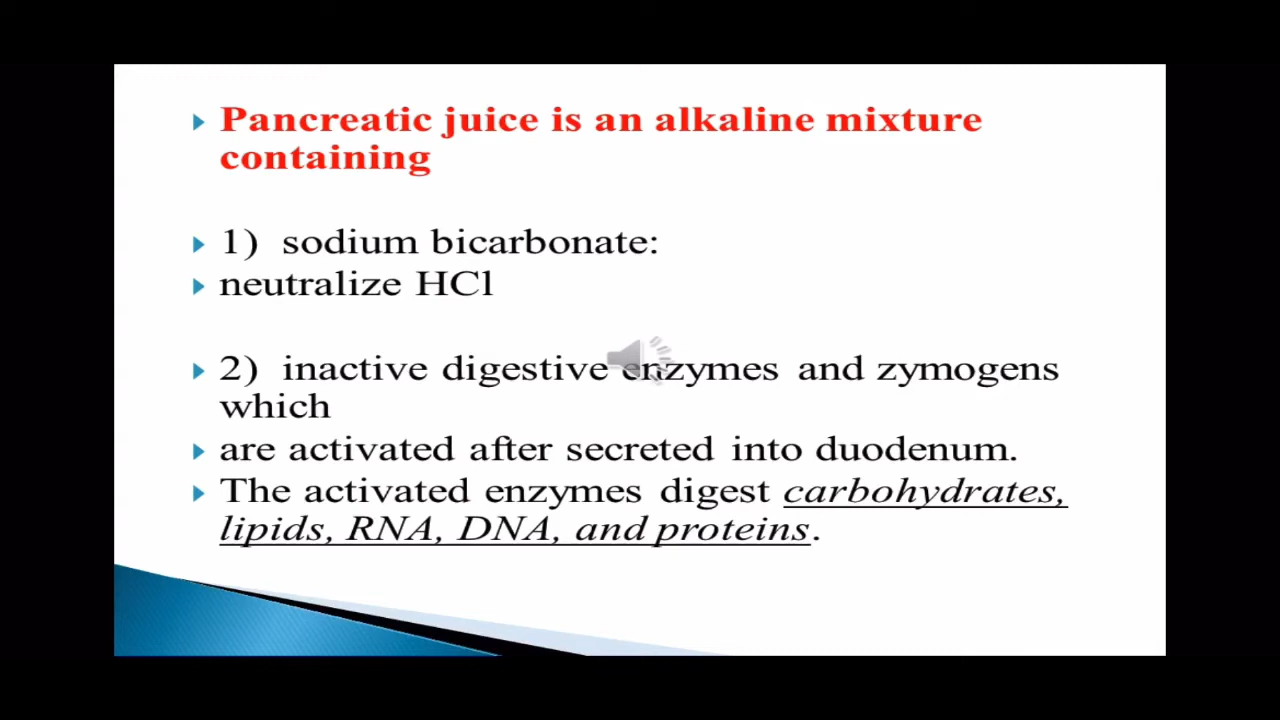 Pancreatic juice is an alkaline mixture
containing
1) sodium bicarbonate:
neutralize HCl
2) inactive digestive enzymes and zymogens
which
are activated after secreted into duodenum.
The activated enzymes digest carbohydrates,
lipids, RNA, DNA, and proteins.